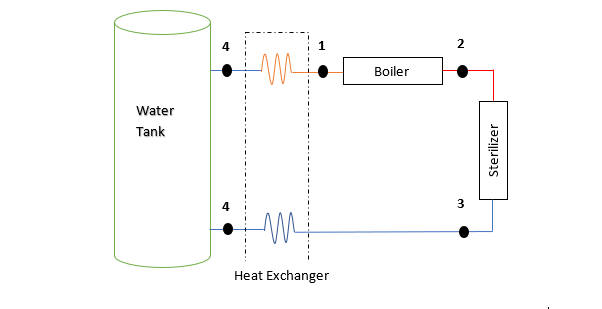 4
1
2
Boiler
Water
Tank
Sterilizer
4
3
Heat Exchanger